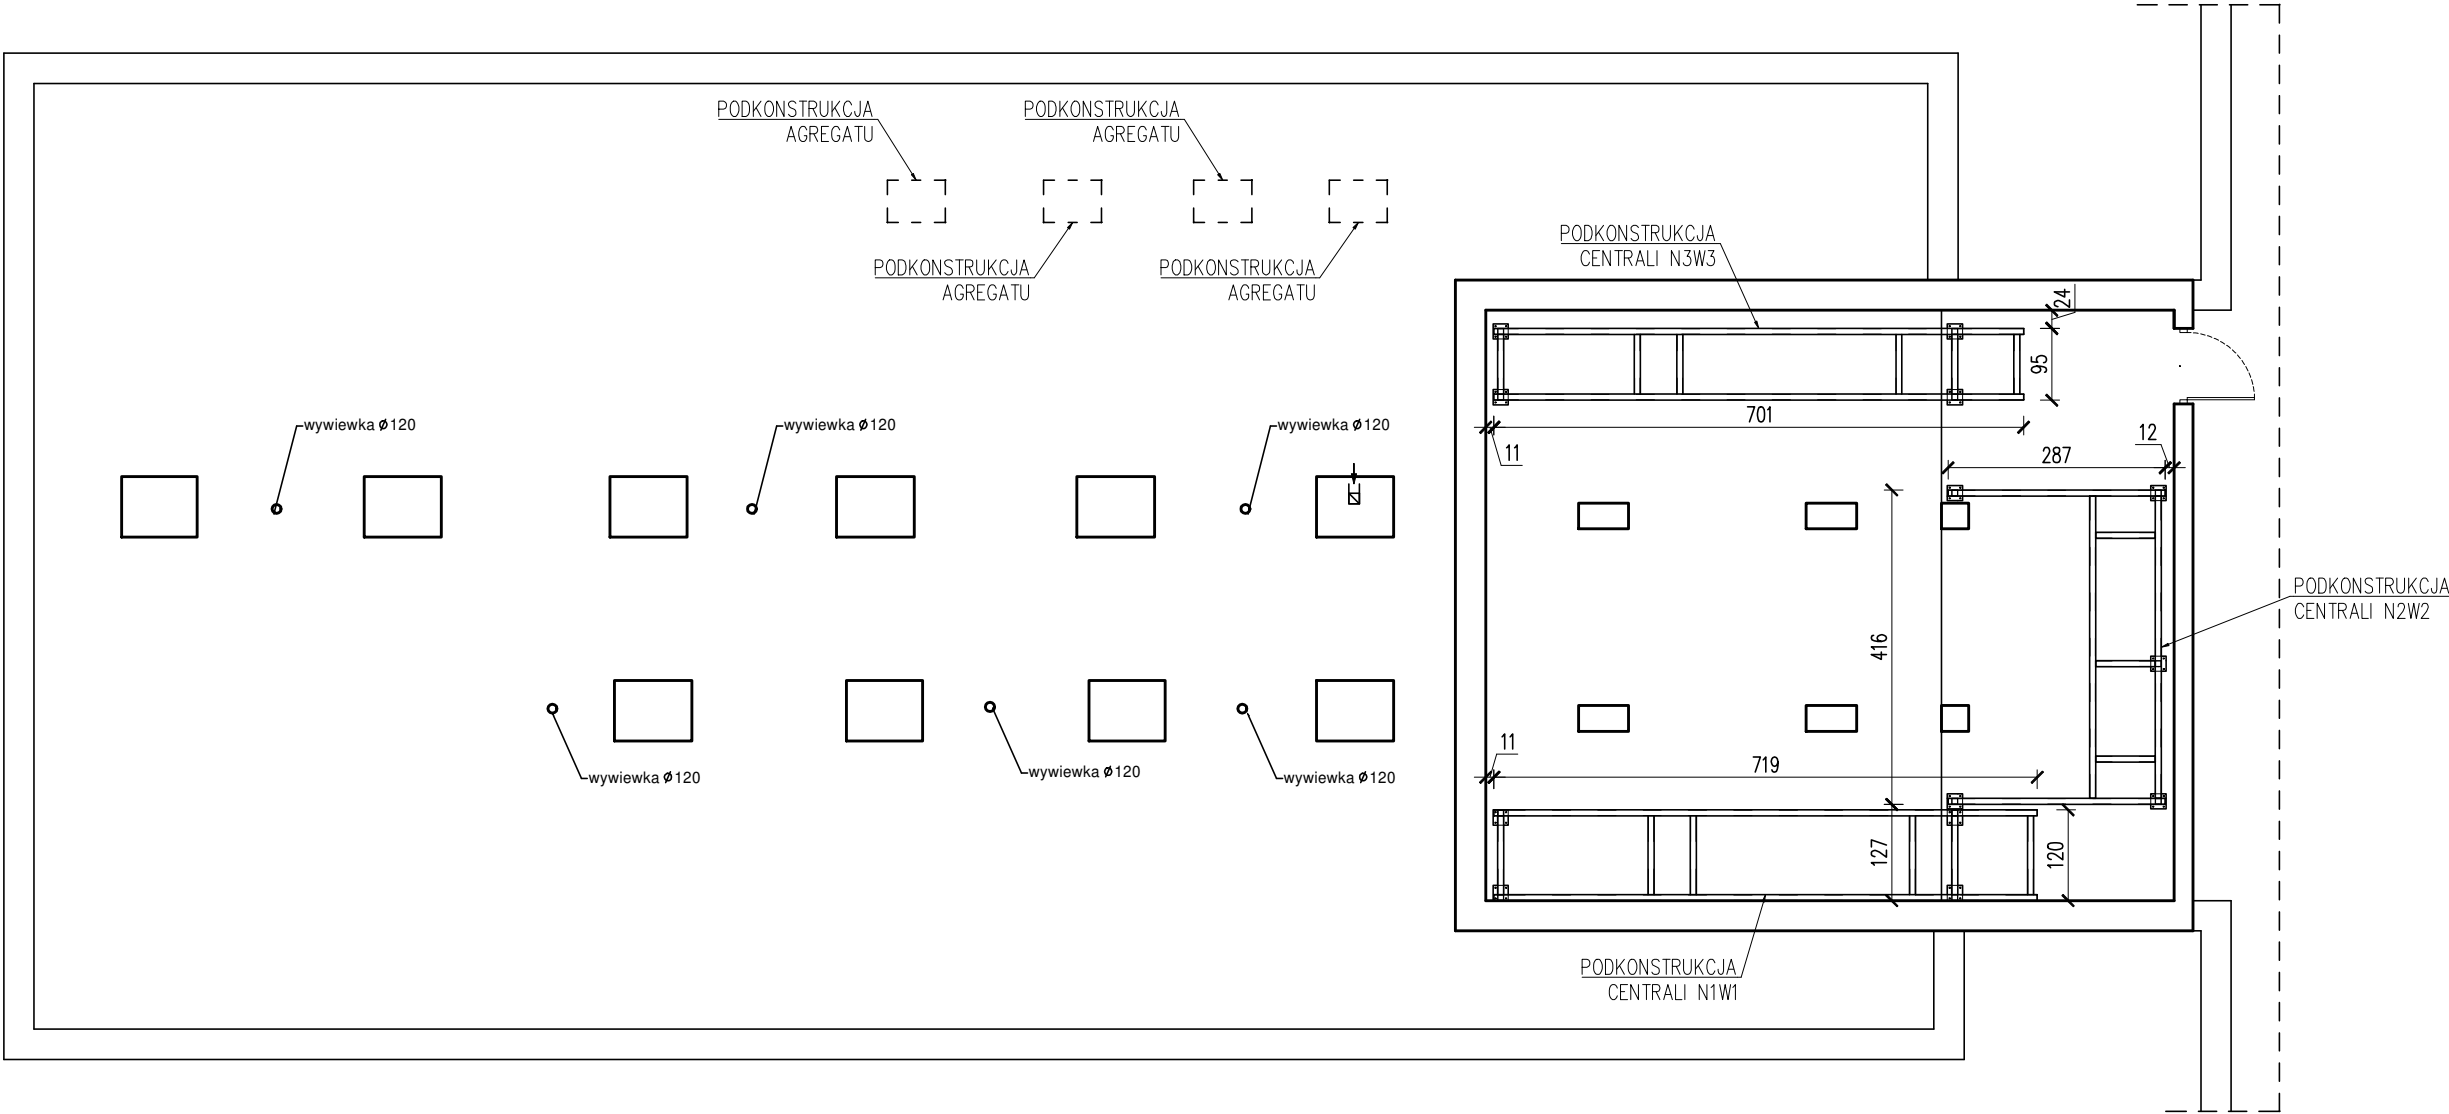 PODKONSTRUKCJA
AGREGATU
PODKONSTRUKCJA
AGREGATU
PODKONSTRUKCJA
AGREGATU
PODKONSTRUKCJA
AGREGATU
PODKONSTRUKCJA
CENTRALI N3W3
24
95
701
11
12
287
wywiewka Ø120
wywiewka Ø120
wywiewka Ø120
416
PODKONSTRUKCJA
CENTRALI N2W2
11
719
wywiewka Ø120
wywiewka Ø120
wywiewka Ø120
127
120
PODKONSTRUKCJA
CENTRALI N1W1